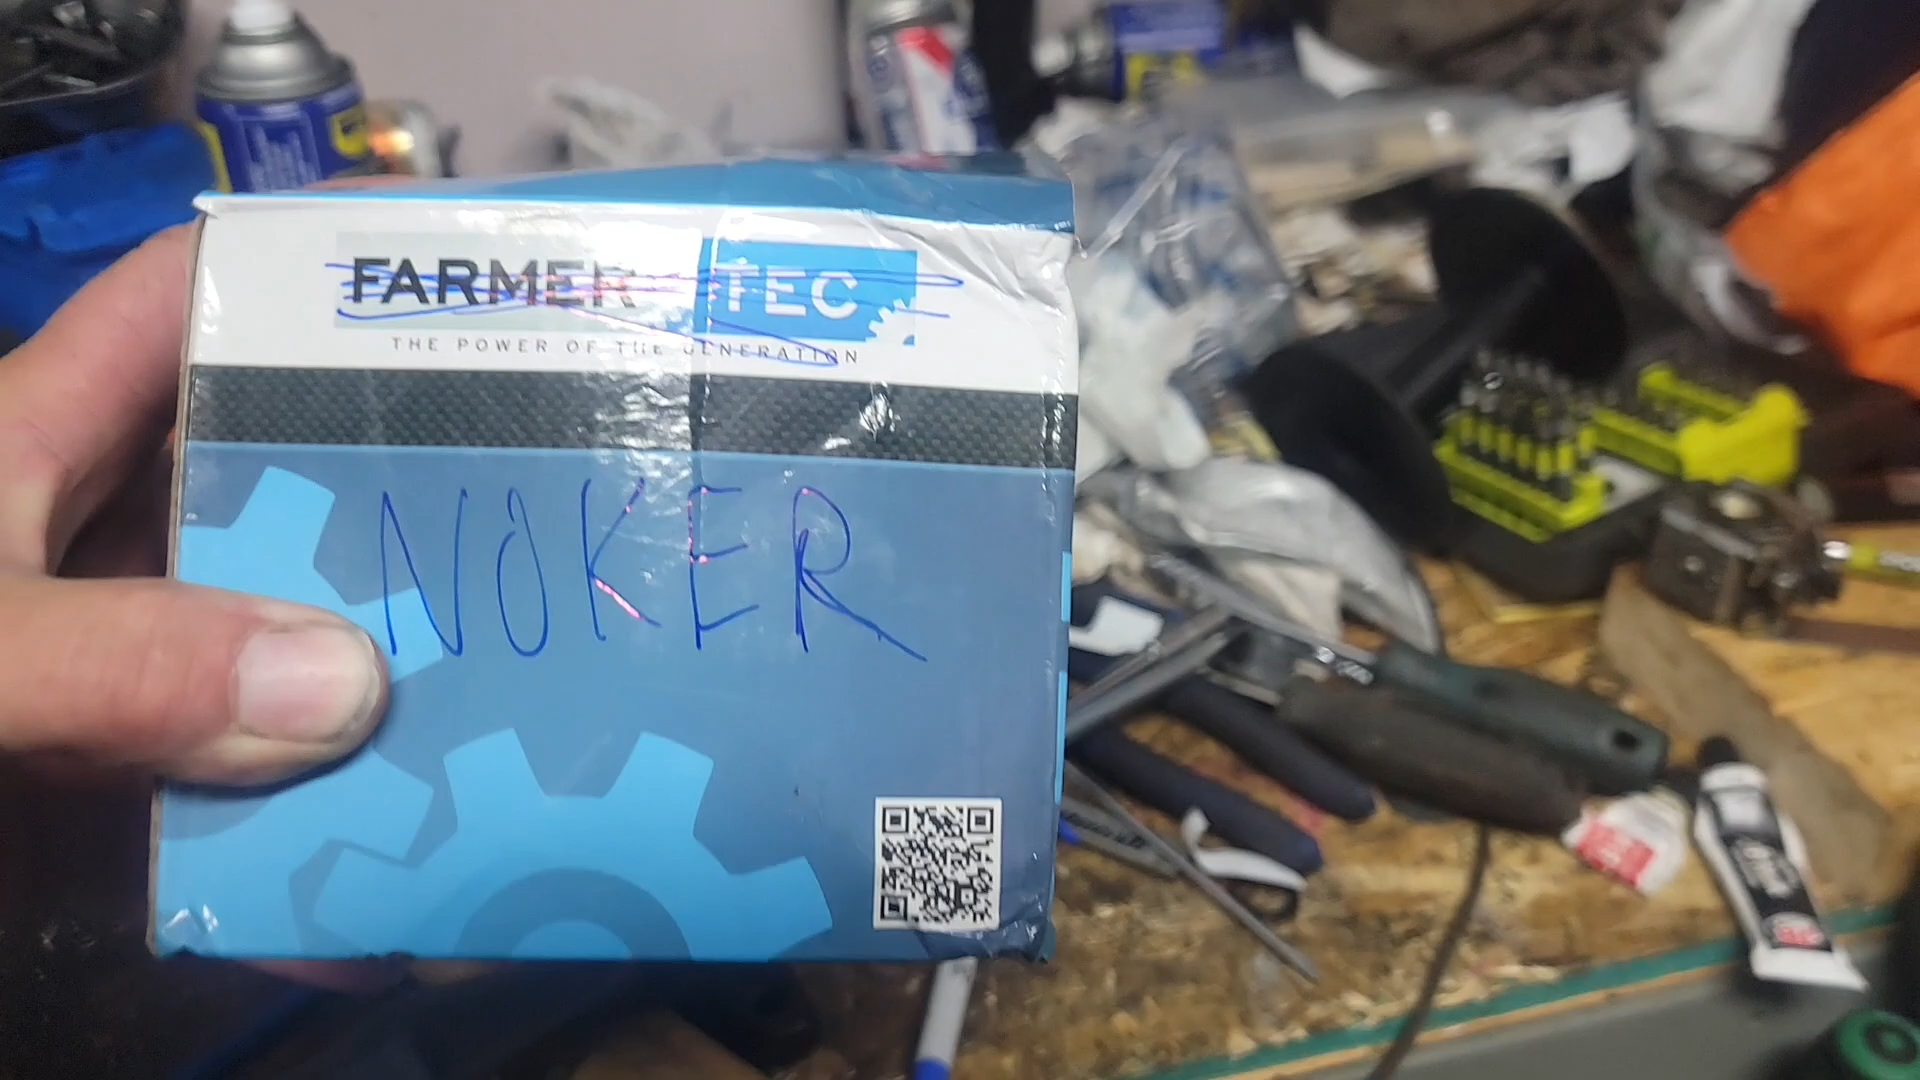 FARMER TEC
THE POWER OF THE GENERATION
NOKER